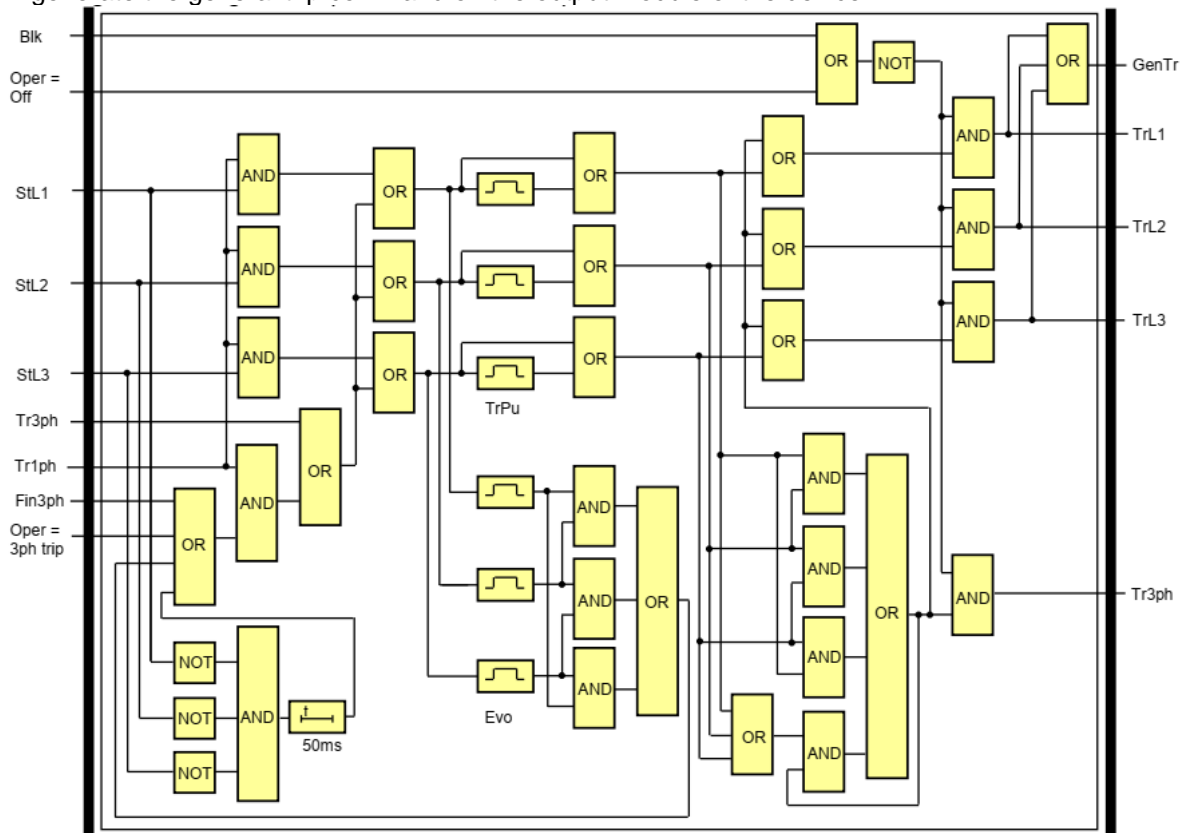 Blk
OR
NOT
OR
GenTr
Oper =
Off
AND
TrL1
OR
AND
OR
StL1
OR
AND
TrL2
OR
AND
OR
StL2
OR
AND
TrL3
OR
AND
OR
StL3
OR
TrPu
Tr3ph
Tr1ph
OR
AND
Fin3ph
AND
AND
Oper =
3ph trip
OR
AND
AND
Tr3ph
AND
OR
OR
AND
NOT
AND
t
NOT
AND
Evo
OR
50ms
AND
NOT